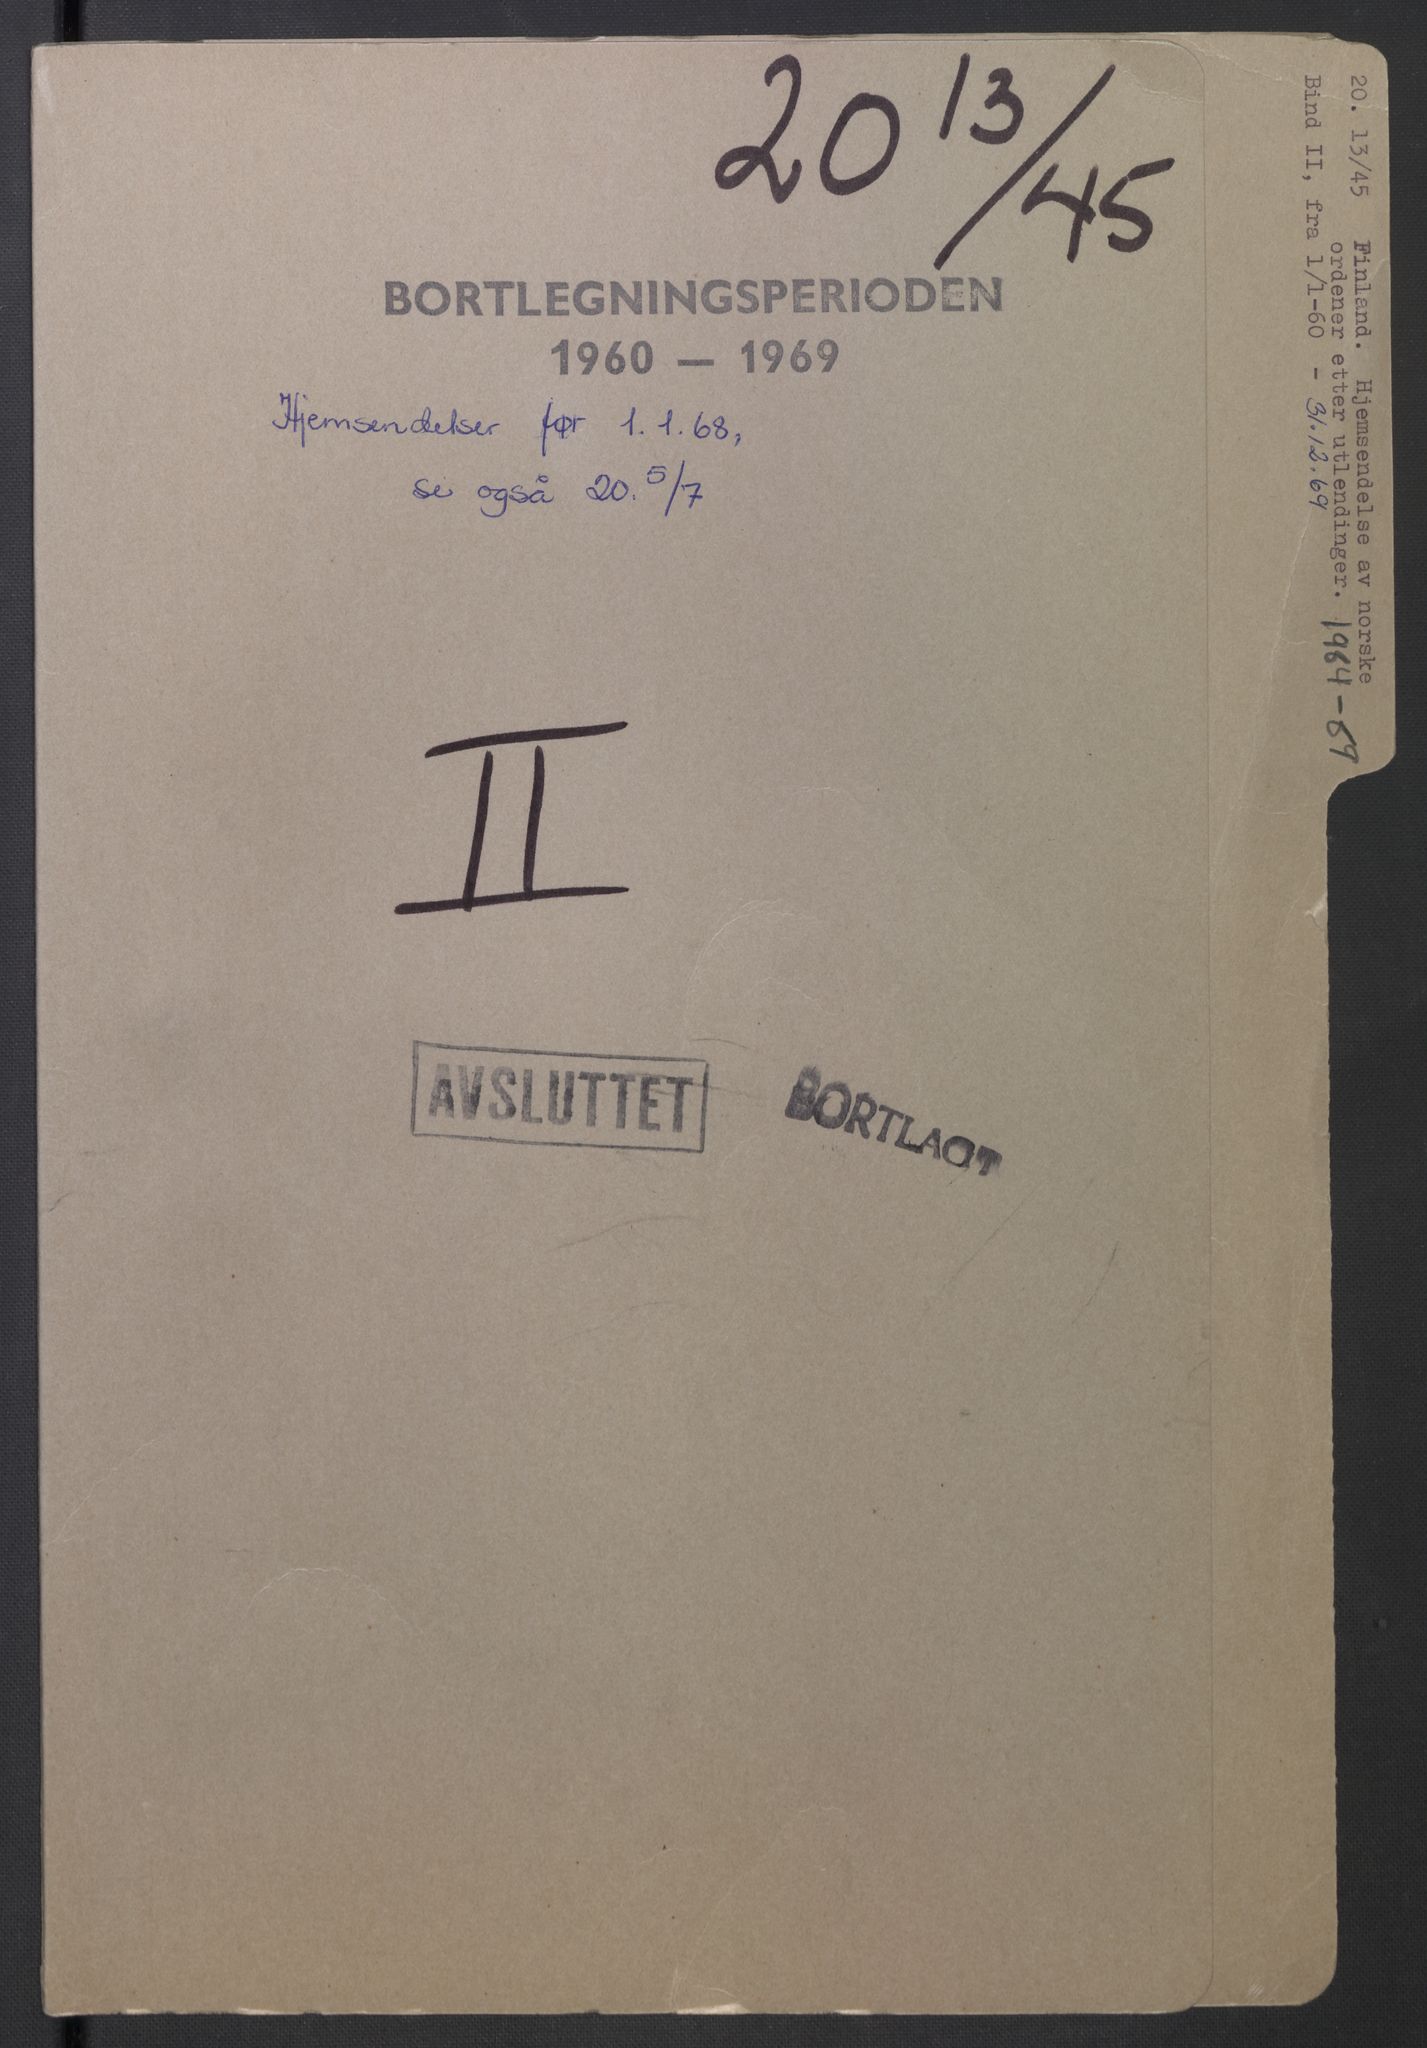 20 13/45
BORTLEGNINGSPERIODEN
1960 — 1969
Hjemsendelser før 1.1.68,
se også 20. 5/7
II
AVSLUTTET
BORTLAGT
20. 13/45 Finland. Hjemsendelse av norske
ordener etter utlendinger. 1964-69
Bind II, fra 1/1-60 - 31.12.69